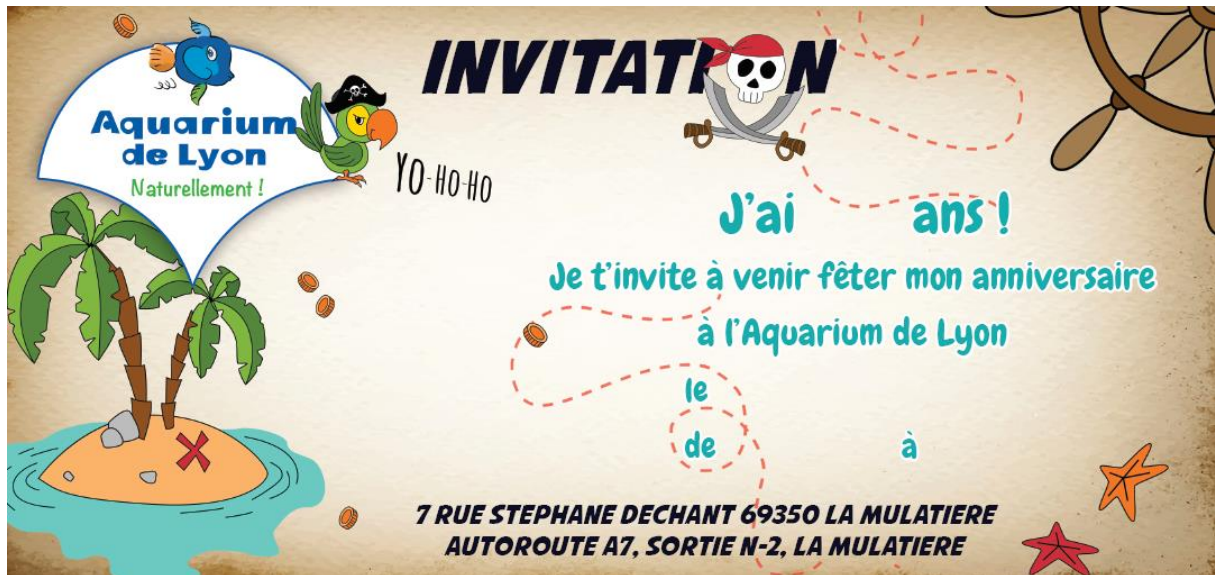 Aquarium
de Lyon
Naturellement !
YO-HO-HO
INVITATION
J'ai ans !
Je t'invite à venir fêter mon anniversaire
à l'Aquarium de Lyon
le
de à
7 RUE STEPHANE DECHANT 69350 LA MULATIERE
AUTOROUTE A7, SORTIE N-2, LA MULATIERE